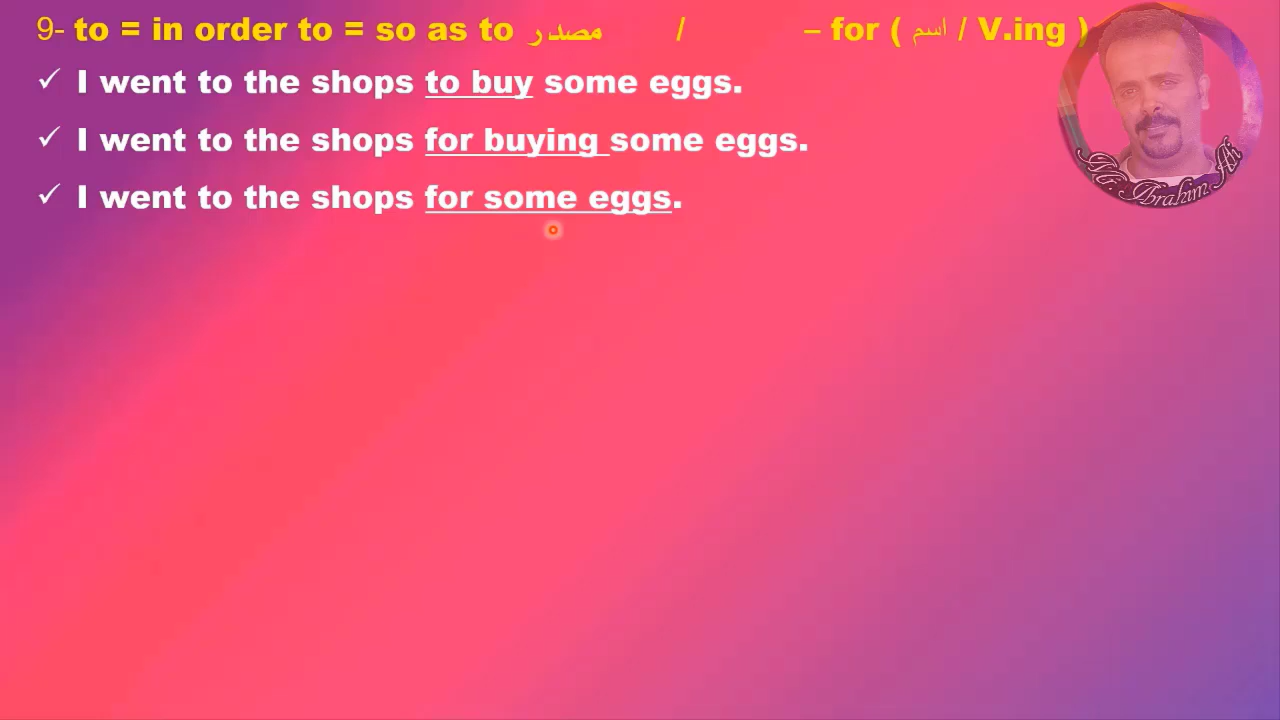 9- to = in order to = so as to مصدر / – for ( اسم / V.ing )
✓ I went to the shops to buy some eggs.
✓ I went to the shops for buying some eggs.
✓ I went to the shops for some eggs.
Mr. Ibrahim